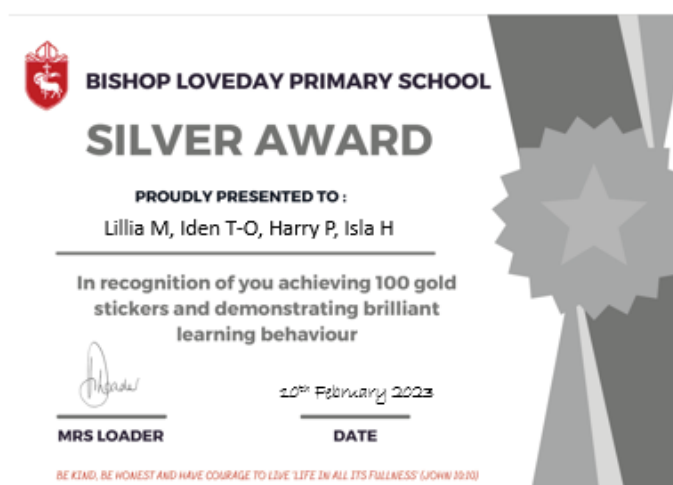 BISHOP LOVEDAY PRIMARY SCHOOL
SILVER AWARD
PROUDLY PRESENTED TO :
Lillia M, Iden T-O, Harry P, Isla H
In recognition of you achieving 100 gold
stickers and demonstrating brilliant
learning behaviour
10th February 2023
MRS LOADER DATE
BE KIND, BE HONEST AND HAVE COURAGE TO LIVE 'LIFE IN ALL ITS FULLNESS' (JOHN 10:10)